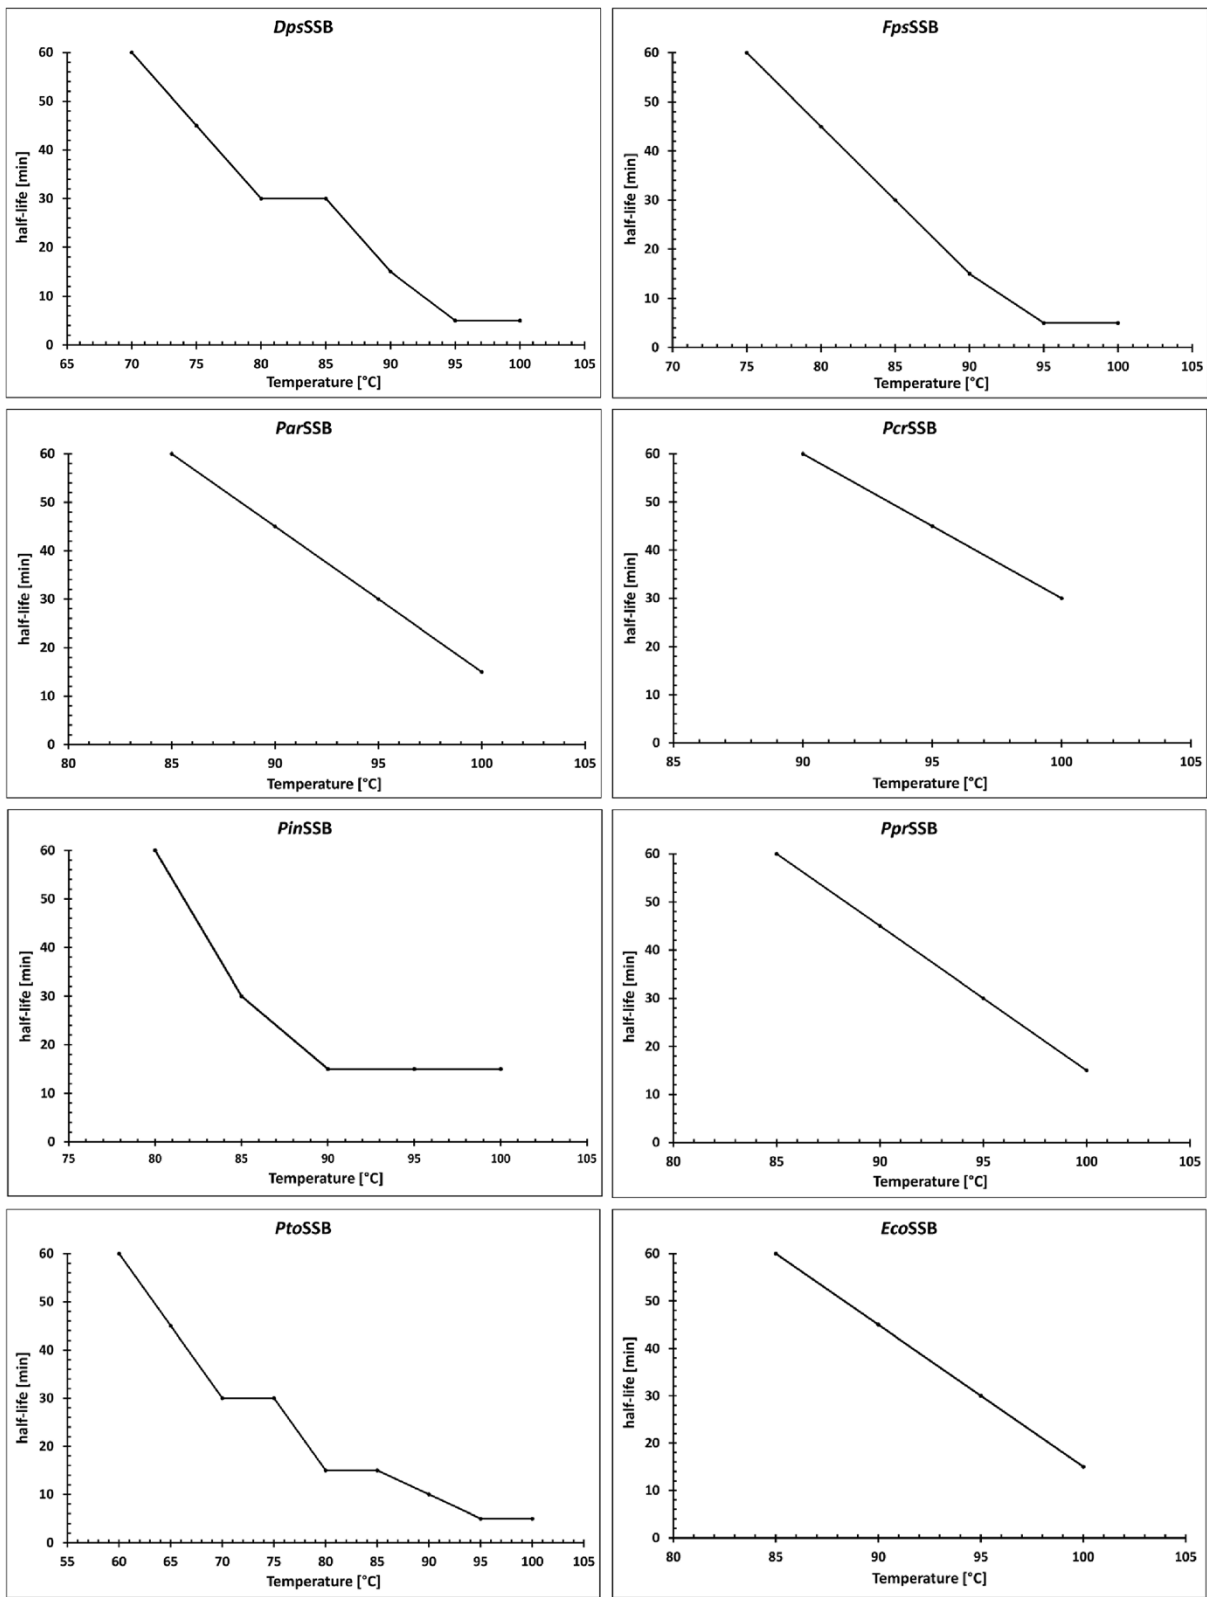 DpsSSB
60
50
40
30
20
10
0
half-life [min]
65 70 75 80 85 90 95 100 105
Temperature [°C]
FpsSSB
60
50
40
30
20
10
0
half-life [min]
70 75 80 85 90 95 100 105
Temperature [°C]
ParSSB
60
50
40
30
20
10
0
half-life [min]
80 85 90 95 100 105
Temperature [°C]
PcrSSB
60
50
40
30
20
10
0
half-life [min]
85 90 95 100 105
Temperature [°C]
PinSSB
60
50
40
30
20
10
0
half-life [min]
75 80 85 90 95 100 105
Temperature [°C]
PprSSB
60
50
40
30
20
10
0
half-life [min]
80 85 90 95 100 105
Temperature [°C]
PtoSSB
60
50
40
30
20
10
0
half-life [min]
55 60 65 70 75 80 85 90 95 100 105
Temperature [°C]
EcoSSB
60
50
40
30
20
10
0
half-life [min]
80 85 90 95 100 105
Temperature [°C]